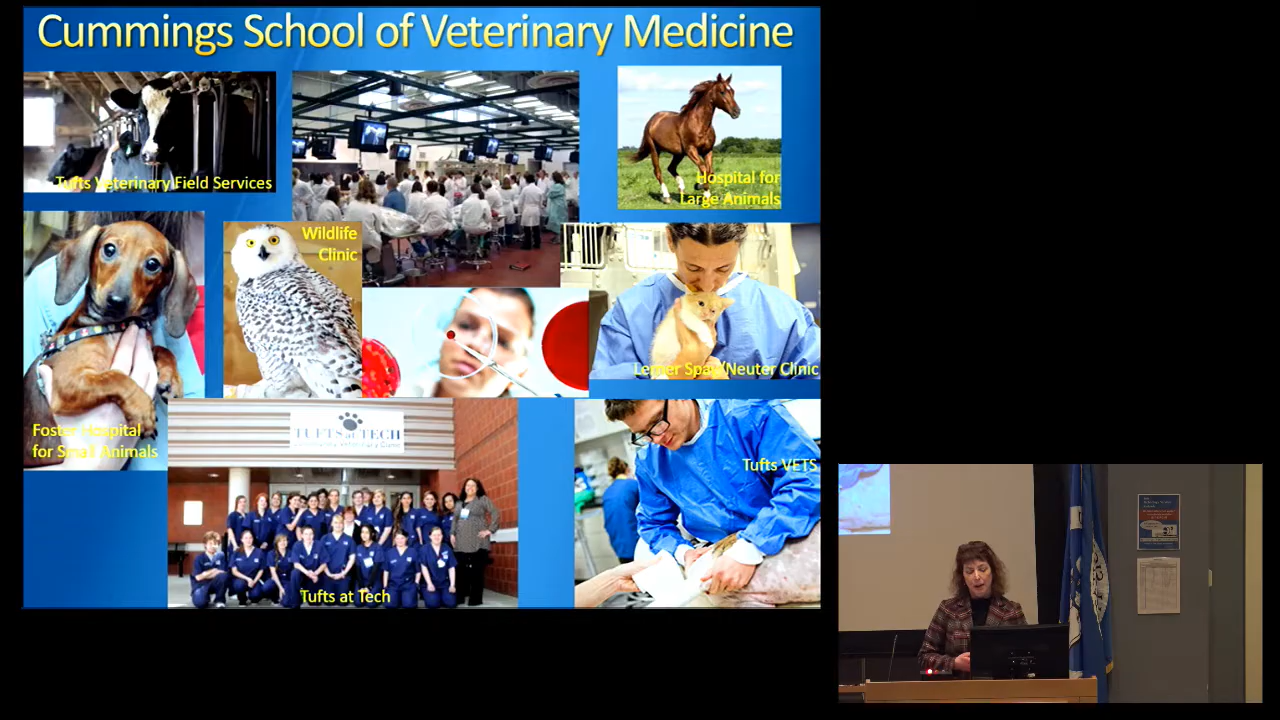 Cummings School of Veterinary Medicine
Tufts Veterinary Field Services
Hospital for
Large Animals
Wildlife
Clinic
Lerner Spay/Neuter Clinic
Foster Hospital
for Small Animals
TUFTS at TECH
Tufts VETS
Tufts at Tech